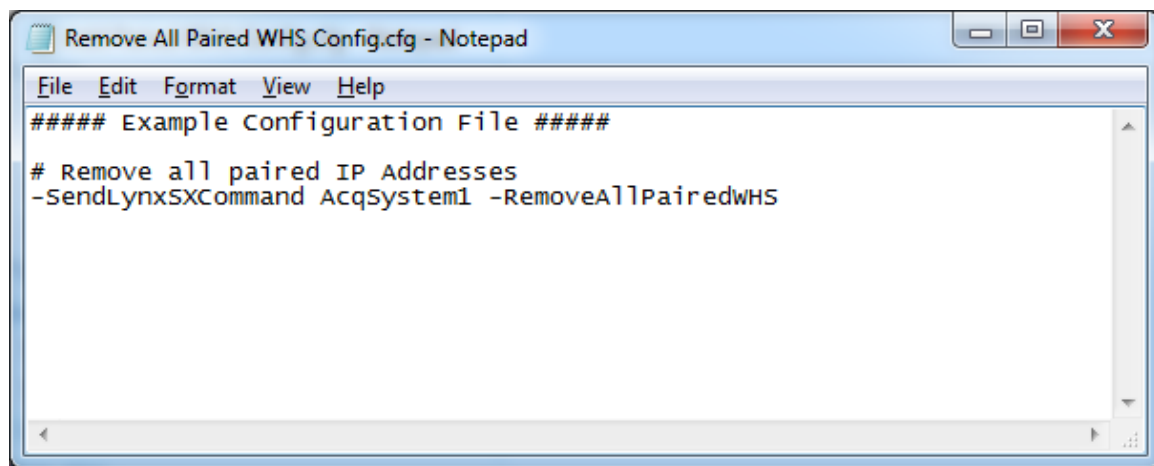 Remove All Paired WHS Config.cfg - Notepad
File Edit Format View Help
##### Example Configuration File #####
# Remove all paired IP Addresses
-SendLynxSXCommand AcqSystem1 -RemoveAllPairedWHS